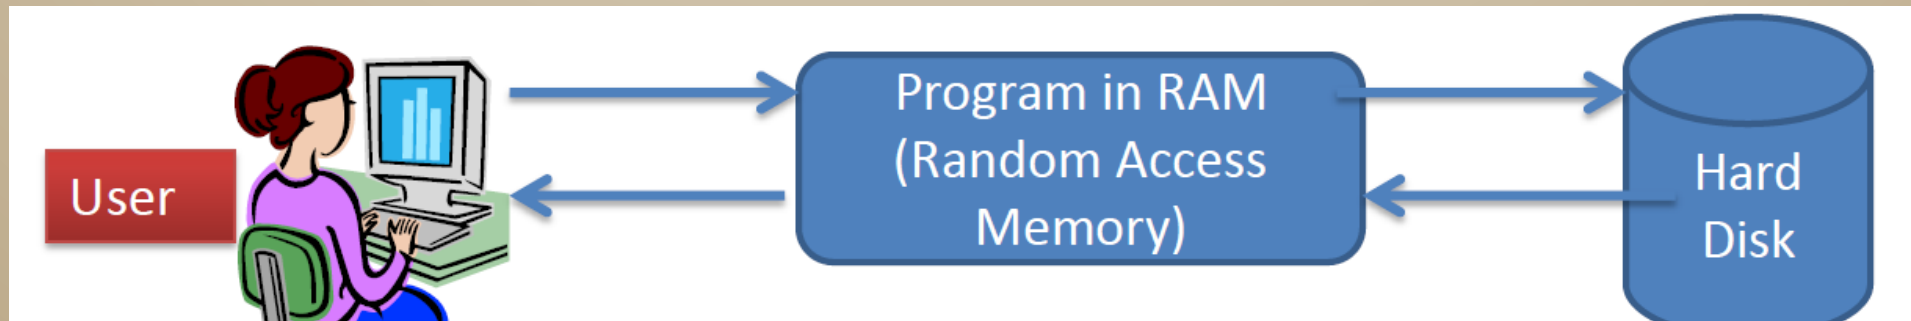 User
Program in RAM
(Random Access
Memory)
Hard
Disk